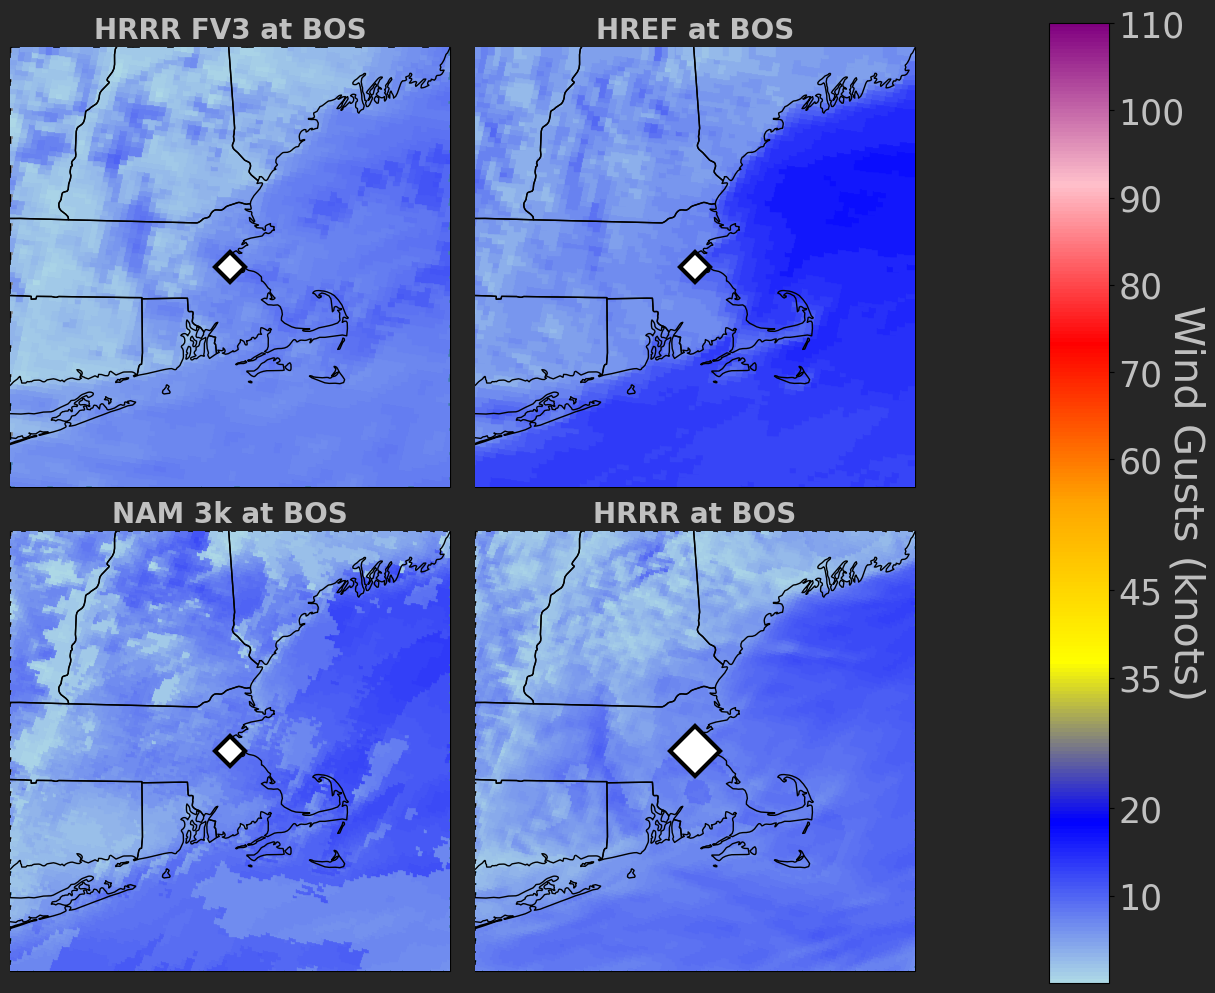 HRRR FV3 at BOS
HREF at BOS
NAM 3k at BOS
HRRR at BOS
110
100
90
80
70
60
45
35
20
10
Wind Gusts (knots)